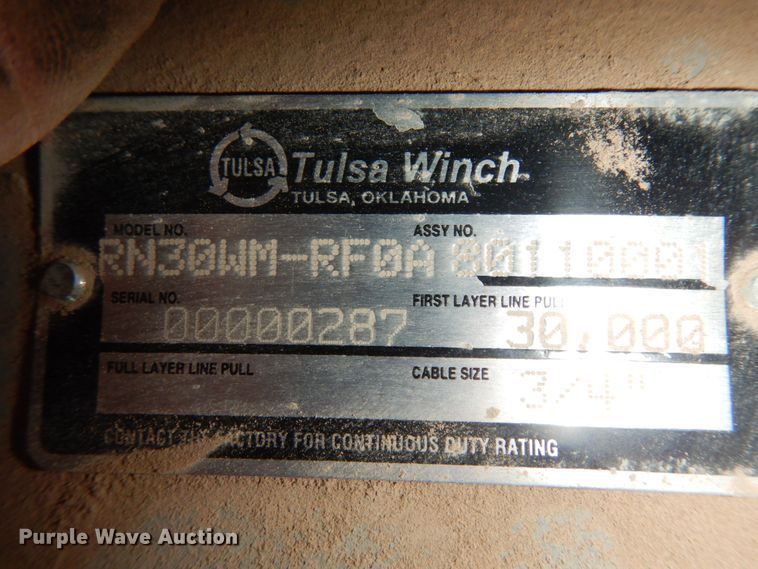 TULSA Tulsa Winch
TULSA, OKLAHOMA
MODEL NO. ASSY NO.
RN30WM-RF0A 80110001
SERIAL NO. FIRST LAYER LINE PULL
00000287 30,000
FULL LAYER LINE PULL CABLE SIZE
3/4"
CONTACT THE FACTORY FOR CONTINUOUS DUTY RATING
Purple Wave Auction